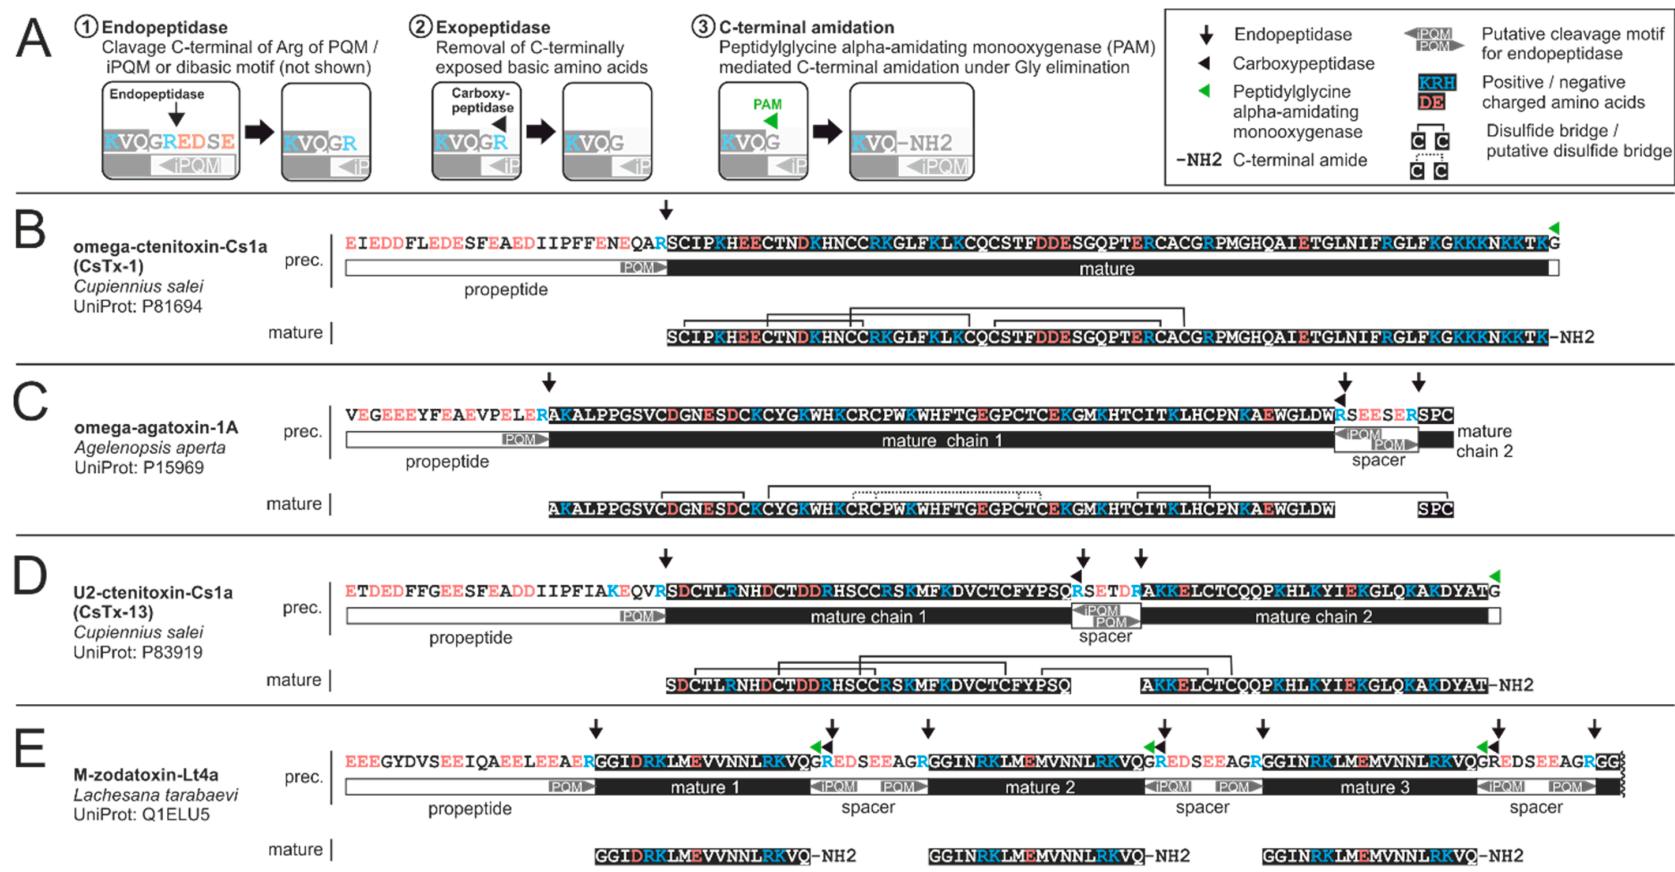 A
1 Endopeptidase
Clavage C-terminal of Arg of PQM /
iPQM or dibasic motif (not shown)
Endopeptidase
KVQGREDSE
iPQM
KVQGR
iP
2 Exopeptidase
Removal of C-terminally
exposed basic amino acids
Carboxy-
peptidase
KVQGR
iP
KVQG
iP
3 C-terminal amidation
Peptidylglycine alpha-amidating monooxygenase (PAM)
mediated C-terminal amidation under Gly elimination
PAM
KVQG
iP
KVQ-NH2
iPQM
Endopeptidase
Carboxypeptidase
Peptidylglycine
alpha-amidating
monooxygenase
-NH2 C-terminal amide
iPQM
PQM
Putative cleavage motif
for endopeptidase
KRH
DE
Positive / negative
charged amino acids
C C
C C
Disulfide bridge /
putative disulfide bridge
B
omega-ctenitoxin-Cs1a
(CsTx-1)
Cupiennius salei
UniProt: P81694
prec.
EIEDDFLEDESFEAEDIIPFFENEQARSCIPKHEECTNDKHNCCRKGLFKLKCQCSTFDDESGQPTERCACGRPMGHQAIETGLNIFRGLFKGKKKNKKTKG
PQM
mature
propeptide
mature
SCIPKHEECTNDKHNCCRKGLFKLKCQCSTFDDESGQPTERCACGRPMGHQAIETGLNIFRGLFKGKKKNKKTK-NH2
C
omega-agatoxin-1A
Agelenopsis aperta
UniProt: P15969
prec.
VEGEEEYFEAEVPELERAKALPPGSVCDGNESDCKCYGKWHKCRCPWKWHFTGEGPCTCEKGMKHTCITKLHCPNKAEWGLDWRSEESERSPC
PQM
mature chain 1
iPQM
PQM
mature
chain 2
propeptide
spacer
mature
AKALPPGSVCDGNESDCKCYGKWHKCRCPWKWHFTGEGPCTCEKGMKHTCITKLHCPNKAEWGLDW
SPC
D
U2-ctenitoxin-Cs1a
(CsTx-13)
Cupiennius salei
UniProt: P83919
prec.
ETDEDFFGEESFEADDIIPFIAKEQVRSDCTLRNHDCTDDRHSCCRSKMFKDVCTCFYPSQRSETDRAKKELCTCQQPKHLKYIEKGLQKAKDYATG
PQM
mature chain 1
iPQM
PQM
mature chain 2
propeptide
spacer
mature
SDCTLRNHDCTDDRHSCCRSKMFKDVCTCFYPSQ
AKKELCTCQQPKHLKYIEKGLQKAKDYAT-NH2
E
M-zodatoxin-Lt4a
Lachesana tarabaevi
UniProt: Q1ELU5
prec.
EEEGYDVSEEIQAEELEEAERGGIDRKLMEVVNNLRKVQGREDSEEAGRGGINRKLMEMVNNLRKVQGREDSEEAGRGGINRKLMEMVNNLRKVQGREDSEEAGRGG
PQM
mature 1
iPQM
PQM
mature 2
iPQM
PQM
mature 3
iPQM
PQM
propeptide
spacer
spacer
spacer
mature
GGIDRKLMEVVNNLRKVQ-NH2
GGINRKLMEMVNNLRKVQ-NH2
GGINRKLMEMVNNLRKVQ-NH2